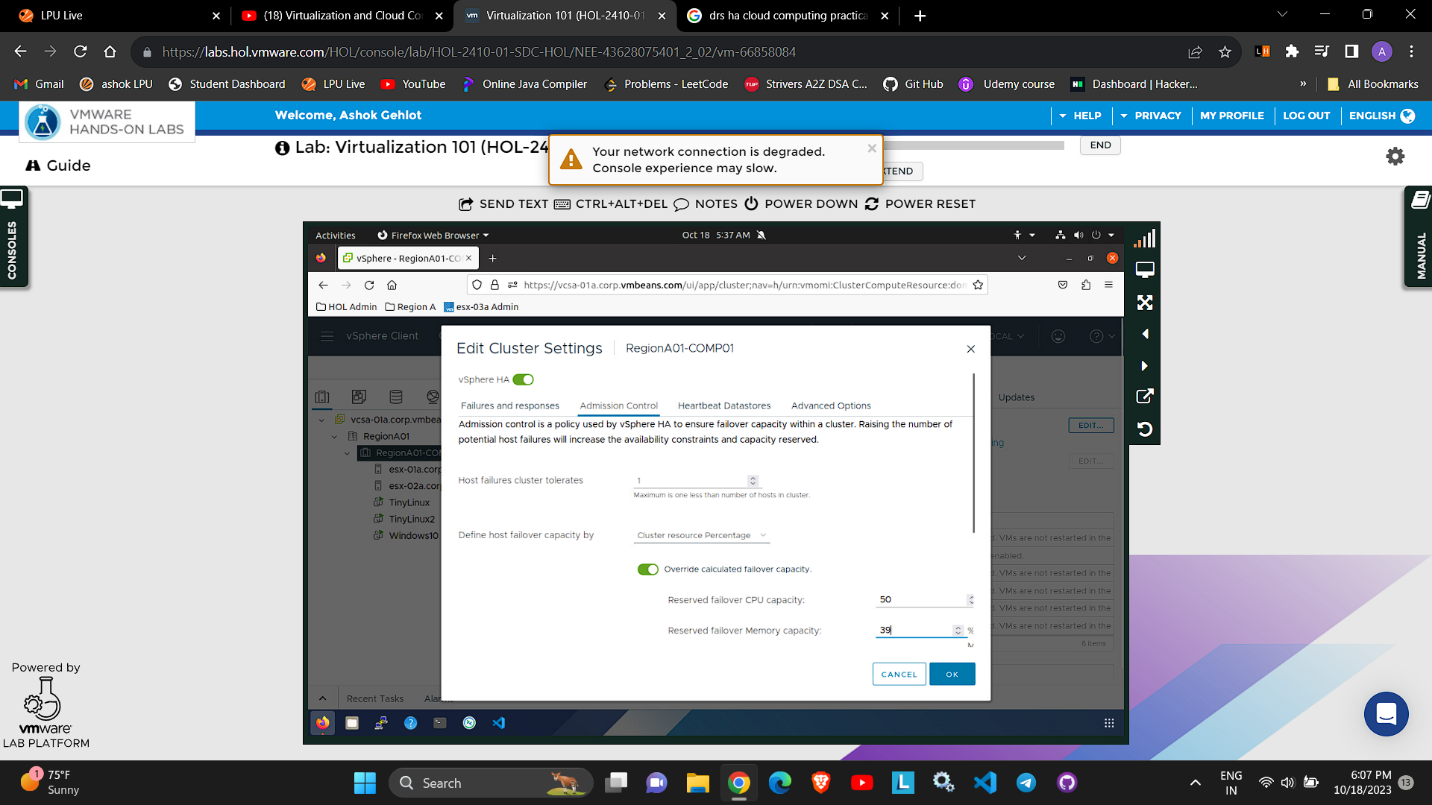 LPU Live
(18) Virtualization and Cloud Co
Virtualization 101 (HOL-2410-01
drs ha cloud computing practica
https://labs.hol.vmware.com/HOL/console/lab/HOL-2410-01-SDC-HOL/NEE-43628075401_2_02/vm-66858084
A
Gmail
ashok LPU
Student Dashboard
LPU Live
YouTube
Online Java Compiler
Problems - LeetCode
Strivers A2Z DSA C...
Git Hub
Udemy course
Dashboard | Hacker...
»
All Bookmarks
VMWARE
HANDS-ON LABS
Welcome, Ashok Gehlot
HELP
PRIVACY
MY PROFILE
LOG OUT
ENGLISH
Guide
Lab: Virtualization 101 (HOL-24
Your network connection is degraded.
Console experience may slow.
END
TEND
CONSOLES
MANUAL
SEND TEXT
CTRL+ALT+DEL
NOTES
POWER DOWN
POWER RESET
Activities
Firefox Web Browser
Oct 18 5:37 AM
vSphere - RegionA01-CO
https://vcsa-01a.corp.vmbeans.com/ui/app/cluster;nav=h/urn:vmomi:ClusterComputeResource:dor
HOL Admin
Region A
esx-03a Admin
vSphere Client
OCAL
Edit Cluster Settings
RegionA01-COMP01
vSphere HA
Failures and responses
Admission Control
Heartbeat Datastores
Advanced Options
Admission control is a policy used by vSphere HA to ensure failover capacity within a cluster. Raising the number of
potential host failures will increase the availability constraints and capacity reserved.
Host failures cluster tolerates
1
Maximum is one less than number of hosts in cluster.
Define host failover capacity by
Cluster resource Percentage
Override calculated failover capacity.
Reserved failover CPU capacity:
50
Reserved failover Memory capacity:
39
%
CANCEL
OK
vcsa-01a.corp.vmbea
RegionA01
RegionA01-CO
esx-01a.corp
esx-02a.corp
TinyLinux
TinyLinux2
Windows10
Updates
EDIT...
ing
EDIT...
d. VMs are not restarted in the
enabled.
d. VMs are not restarted in the
d. VMs are not restarted in the
d. VMs are not restarted in the
d. VMs are not restarted in the
6 items
Recent Tasks
Alar
Powered by
vmware
LAB PLATFORM
1
75°F
Sunny
Search
ENG
IN
6:07 PM
10/18/2023
13